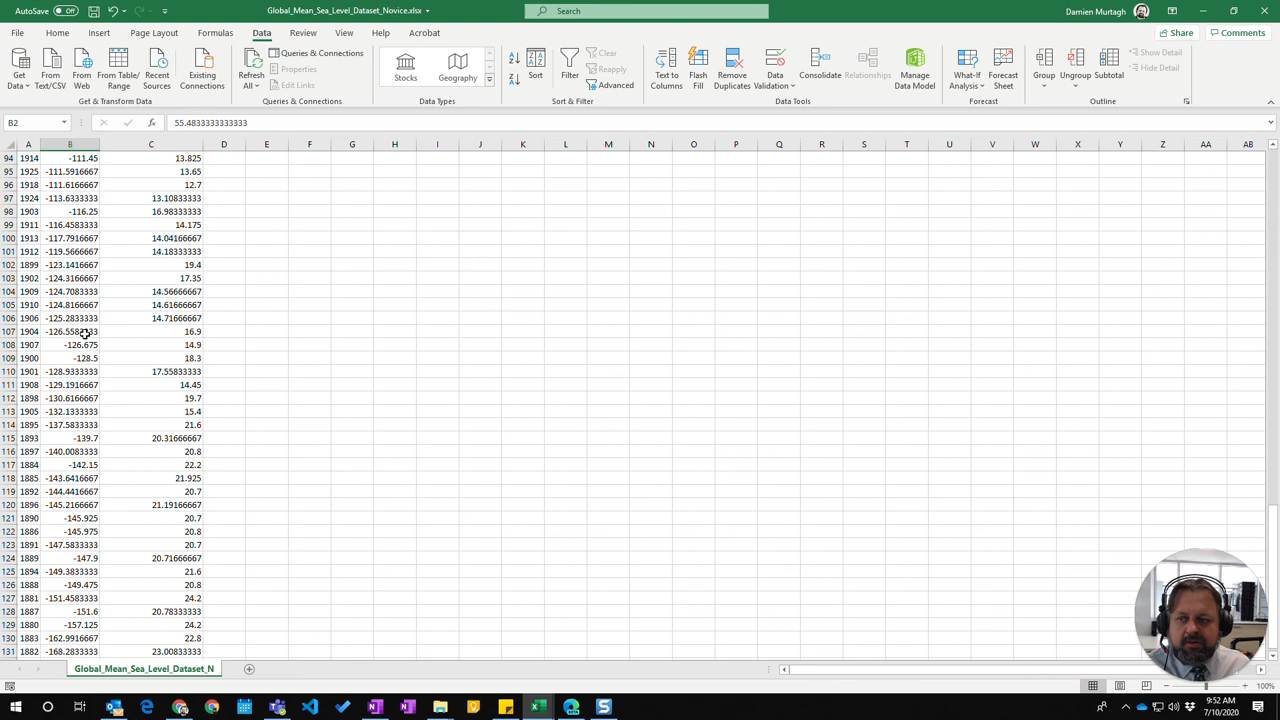 AutoSave Off Global_Mean_Sea_Level_Dataset_Novice.xlsx Search Damien Murtagh
File Home Insert Page Layout Formulas Data Review View Help Acrobat Share Comments
Get Data From Text/CSV From Web From Table/Range Recent Sources Existing Connections Refresh All Queries & Connections Properties Edit Links Stocks Geography Sort Filter Clear Reapply Advanced Text to Columns Flash Fill Remove Duplicates Data Validation Consolidate Relationships Manage Data Model What-If Analysis Forecast Sheet Group Ungroup Subtotal Show Detail Hide Detail
Get & Transform Data Queries & Connections Data Types Sort & Filter Data Tools Forecast Outline
B2 fx 55.4833333333333
A B C D E F G H I J K L M N O P Q R S T U V W X Y Z AA AB
94 1914 -111.45 13.825
95 1925 -111.5916667 13.65
96 1918 -111.6166667 12.7
97 1924 -113.6333333 13.10833333
98 1903 -116.25 16.98333333
99 1911 -116.4583333 14.175
100 1913 -117.7916667 14.04166667
101 1912 -119.5666667 14.18333333
102 1899 -123.1416667 19.4
103 1902 -124.3166667 17.35
104 1909 -124.7083333 14.56666667
105 1910 -124.8166667 14.61666667
106 1906 -125.2833333 14.71666667
107 1904 16.9
108 1907 -126.675 14.9
109 1900 -128.5 18.3
110 1901 -128.9333333 17.55833333
111 1908 -129.1916667 14.45
112 1898 -130.6166667 19.7
113 1905 -132.1333333 15.4
114 1895 -137.5833333 21.6
115 1893 -139.7 20.31666667
116 1897 -140.0083333 20.8
117 1884 -142.15 22.2
118 1885 -143.6416667 21.925
119 1892 -144.4416667 20.7
120 1896 -145.2166667 21.19166667
121 1890 -145.925 20.7
122 1886 -145.975 20.8
123 1891 -147.5833333 20.7
124 1889 -147.9 20.71666667
125 1894 -149.3833333 21.6
126 1888 -149.475 20.8
127 1881 -151.4583333 24.2
128 1887 -151.6 20.78333333
129 1880 -157.125 24.2
130 1883 -162.9916667 22.8
131 1882 -168.2833333 23.00833333
Global_Mean_Sea_Level_Dataset_N
100%
9:52 AM
7/10/2020